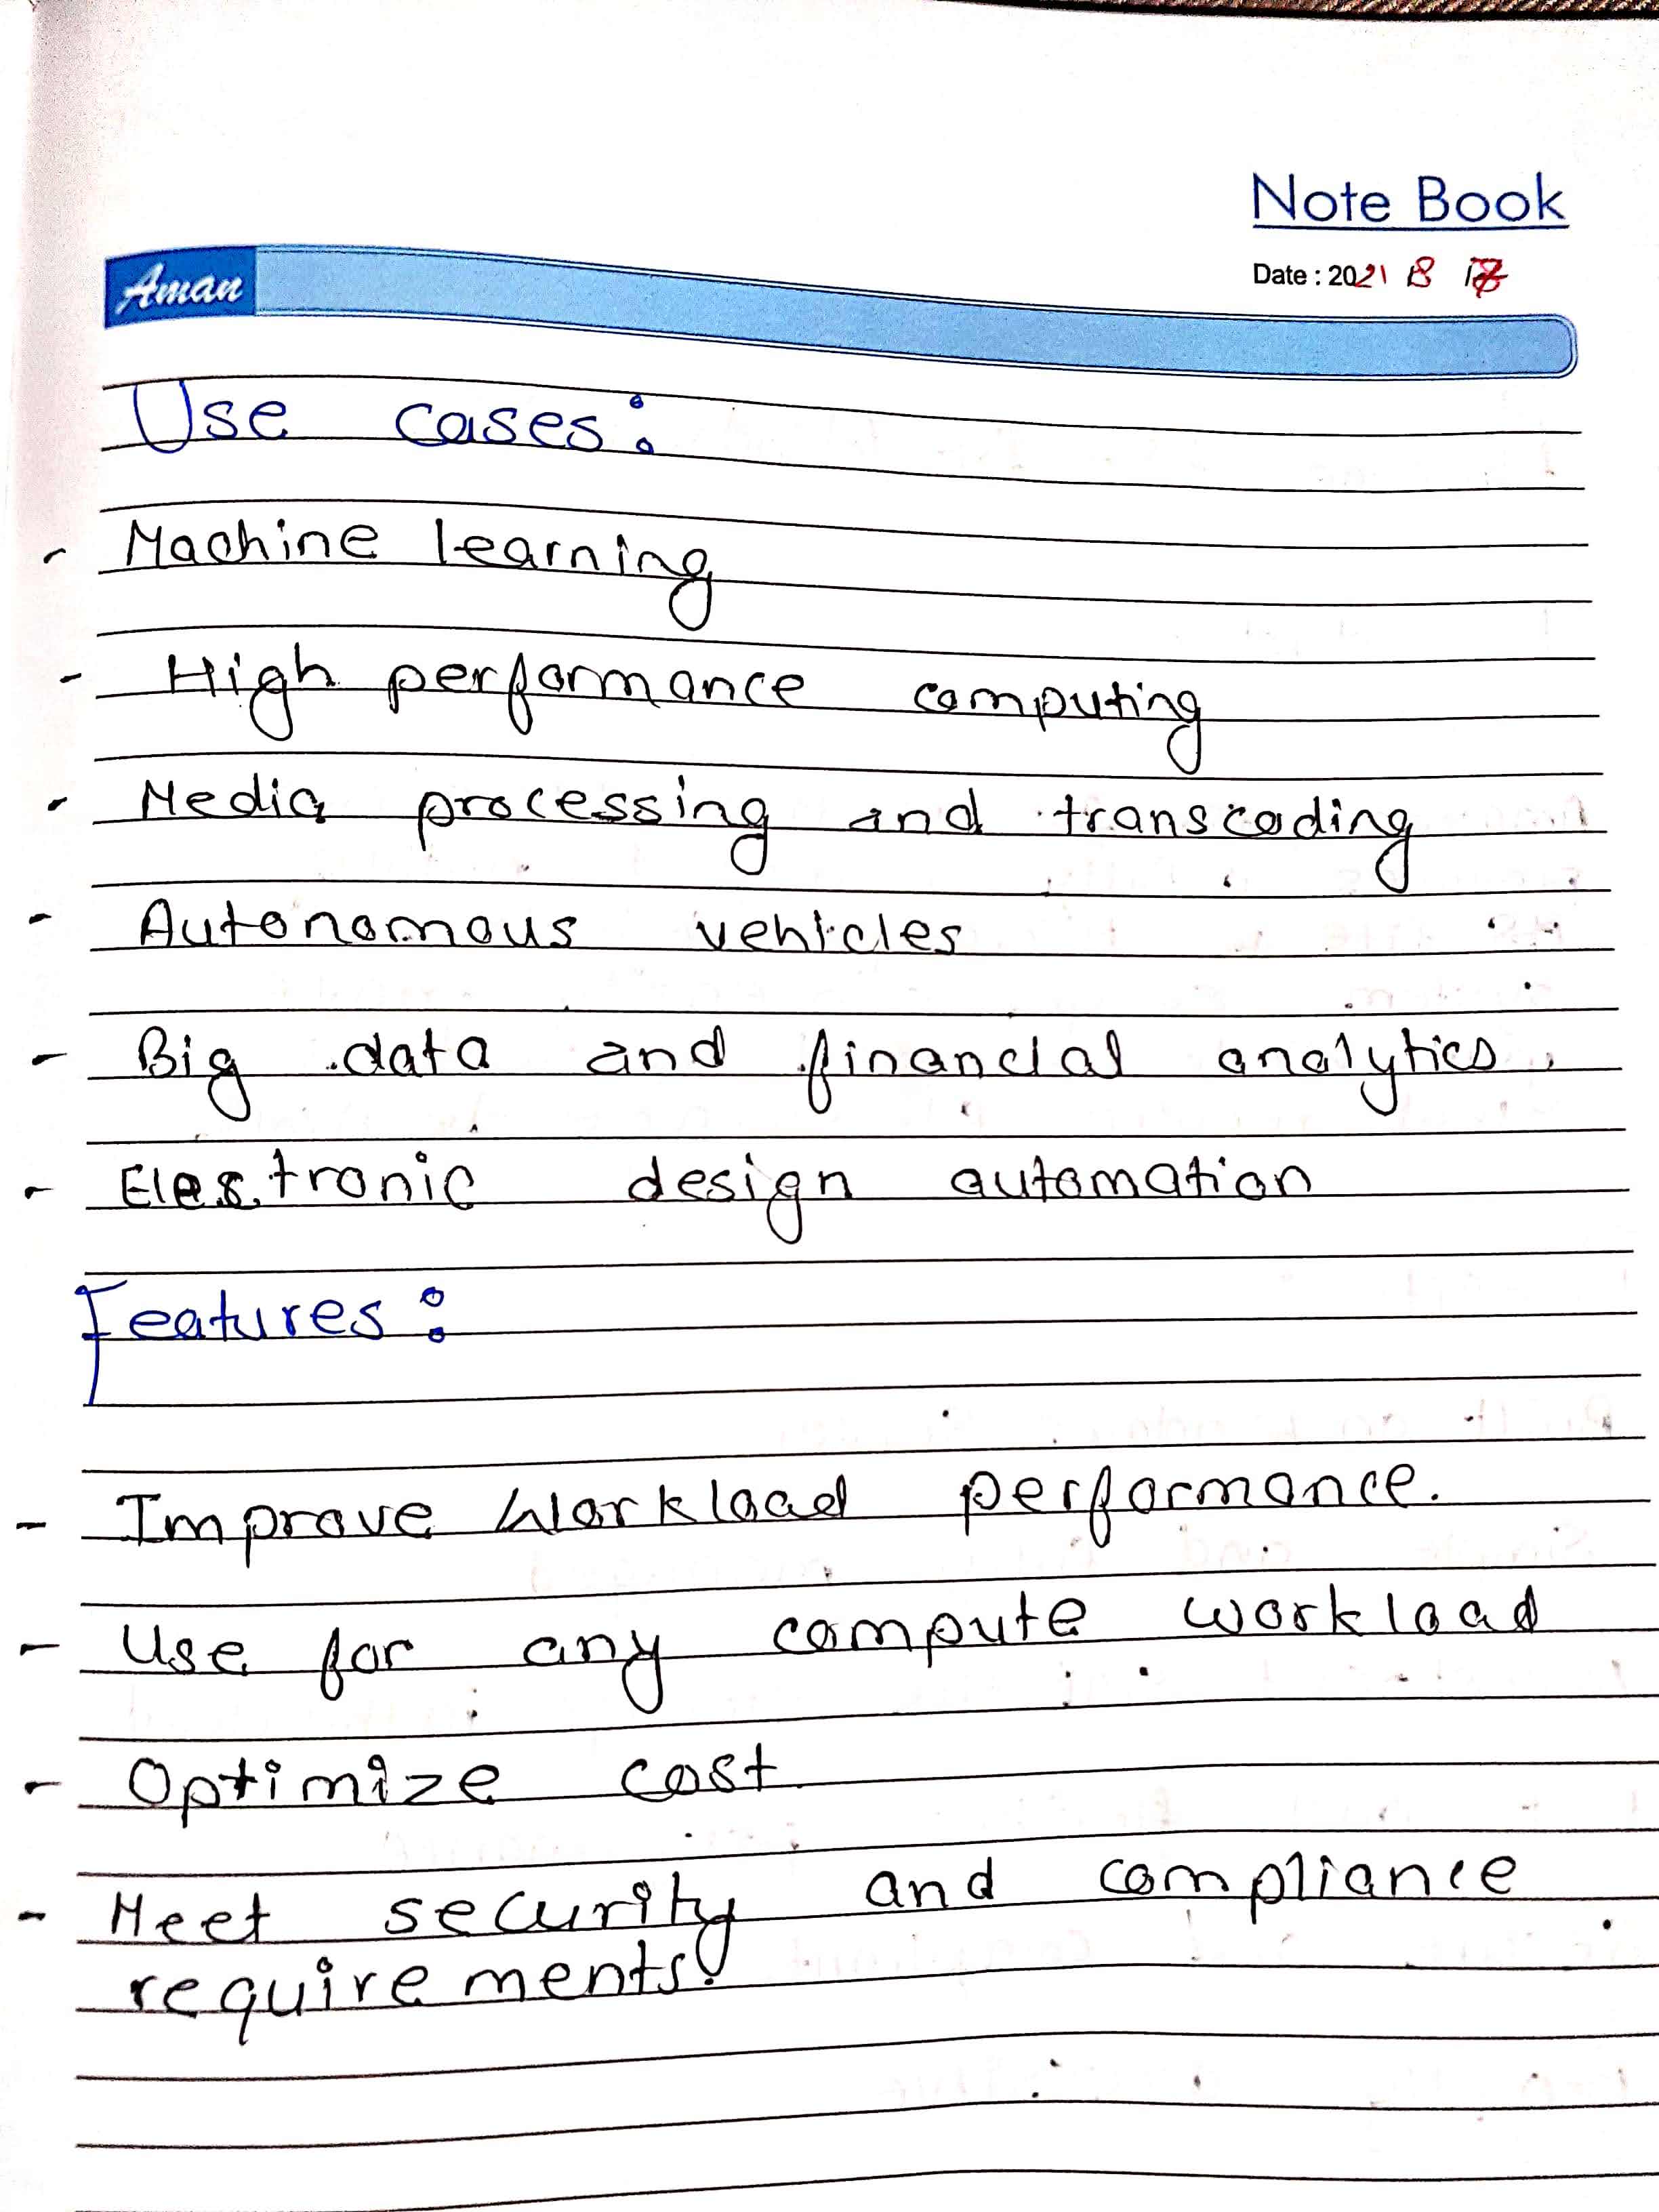 Note Book
Date : 2021 8
Aman
Use cases:
- Machine learning
- High performance computing
- Media processing and transcoding
- Autonomous vehicles
- Big data and financial analytics.
- Electronic design automation
Features:
- Improve workload performance.
- Use for any compute workload
- Optimize cost
- Meet security and compliance
requirements.